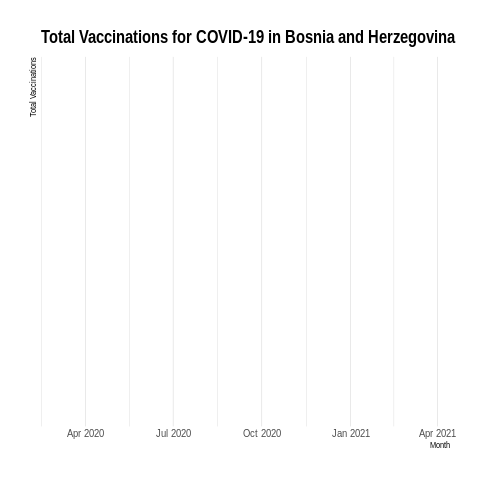 Total Vaccinations for COVID-19 in Bosnia and Herzegovina
Total Vaccinations
Apr 2020
Jul 2020
Oct 2020
Jan 2021
Apr 2021
Month